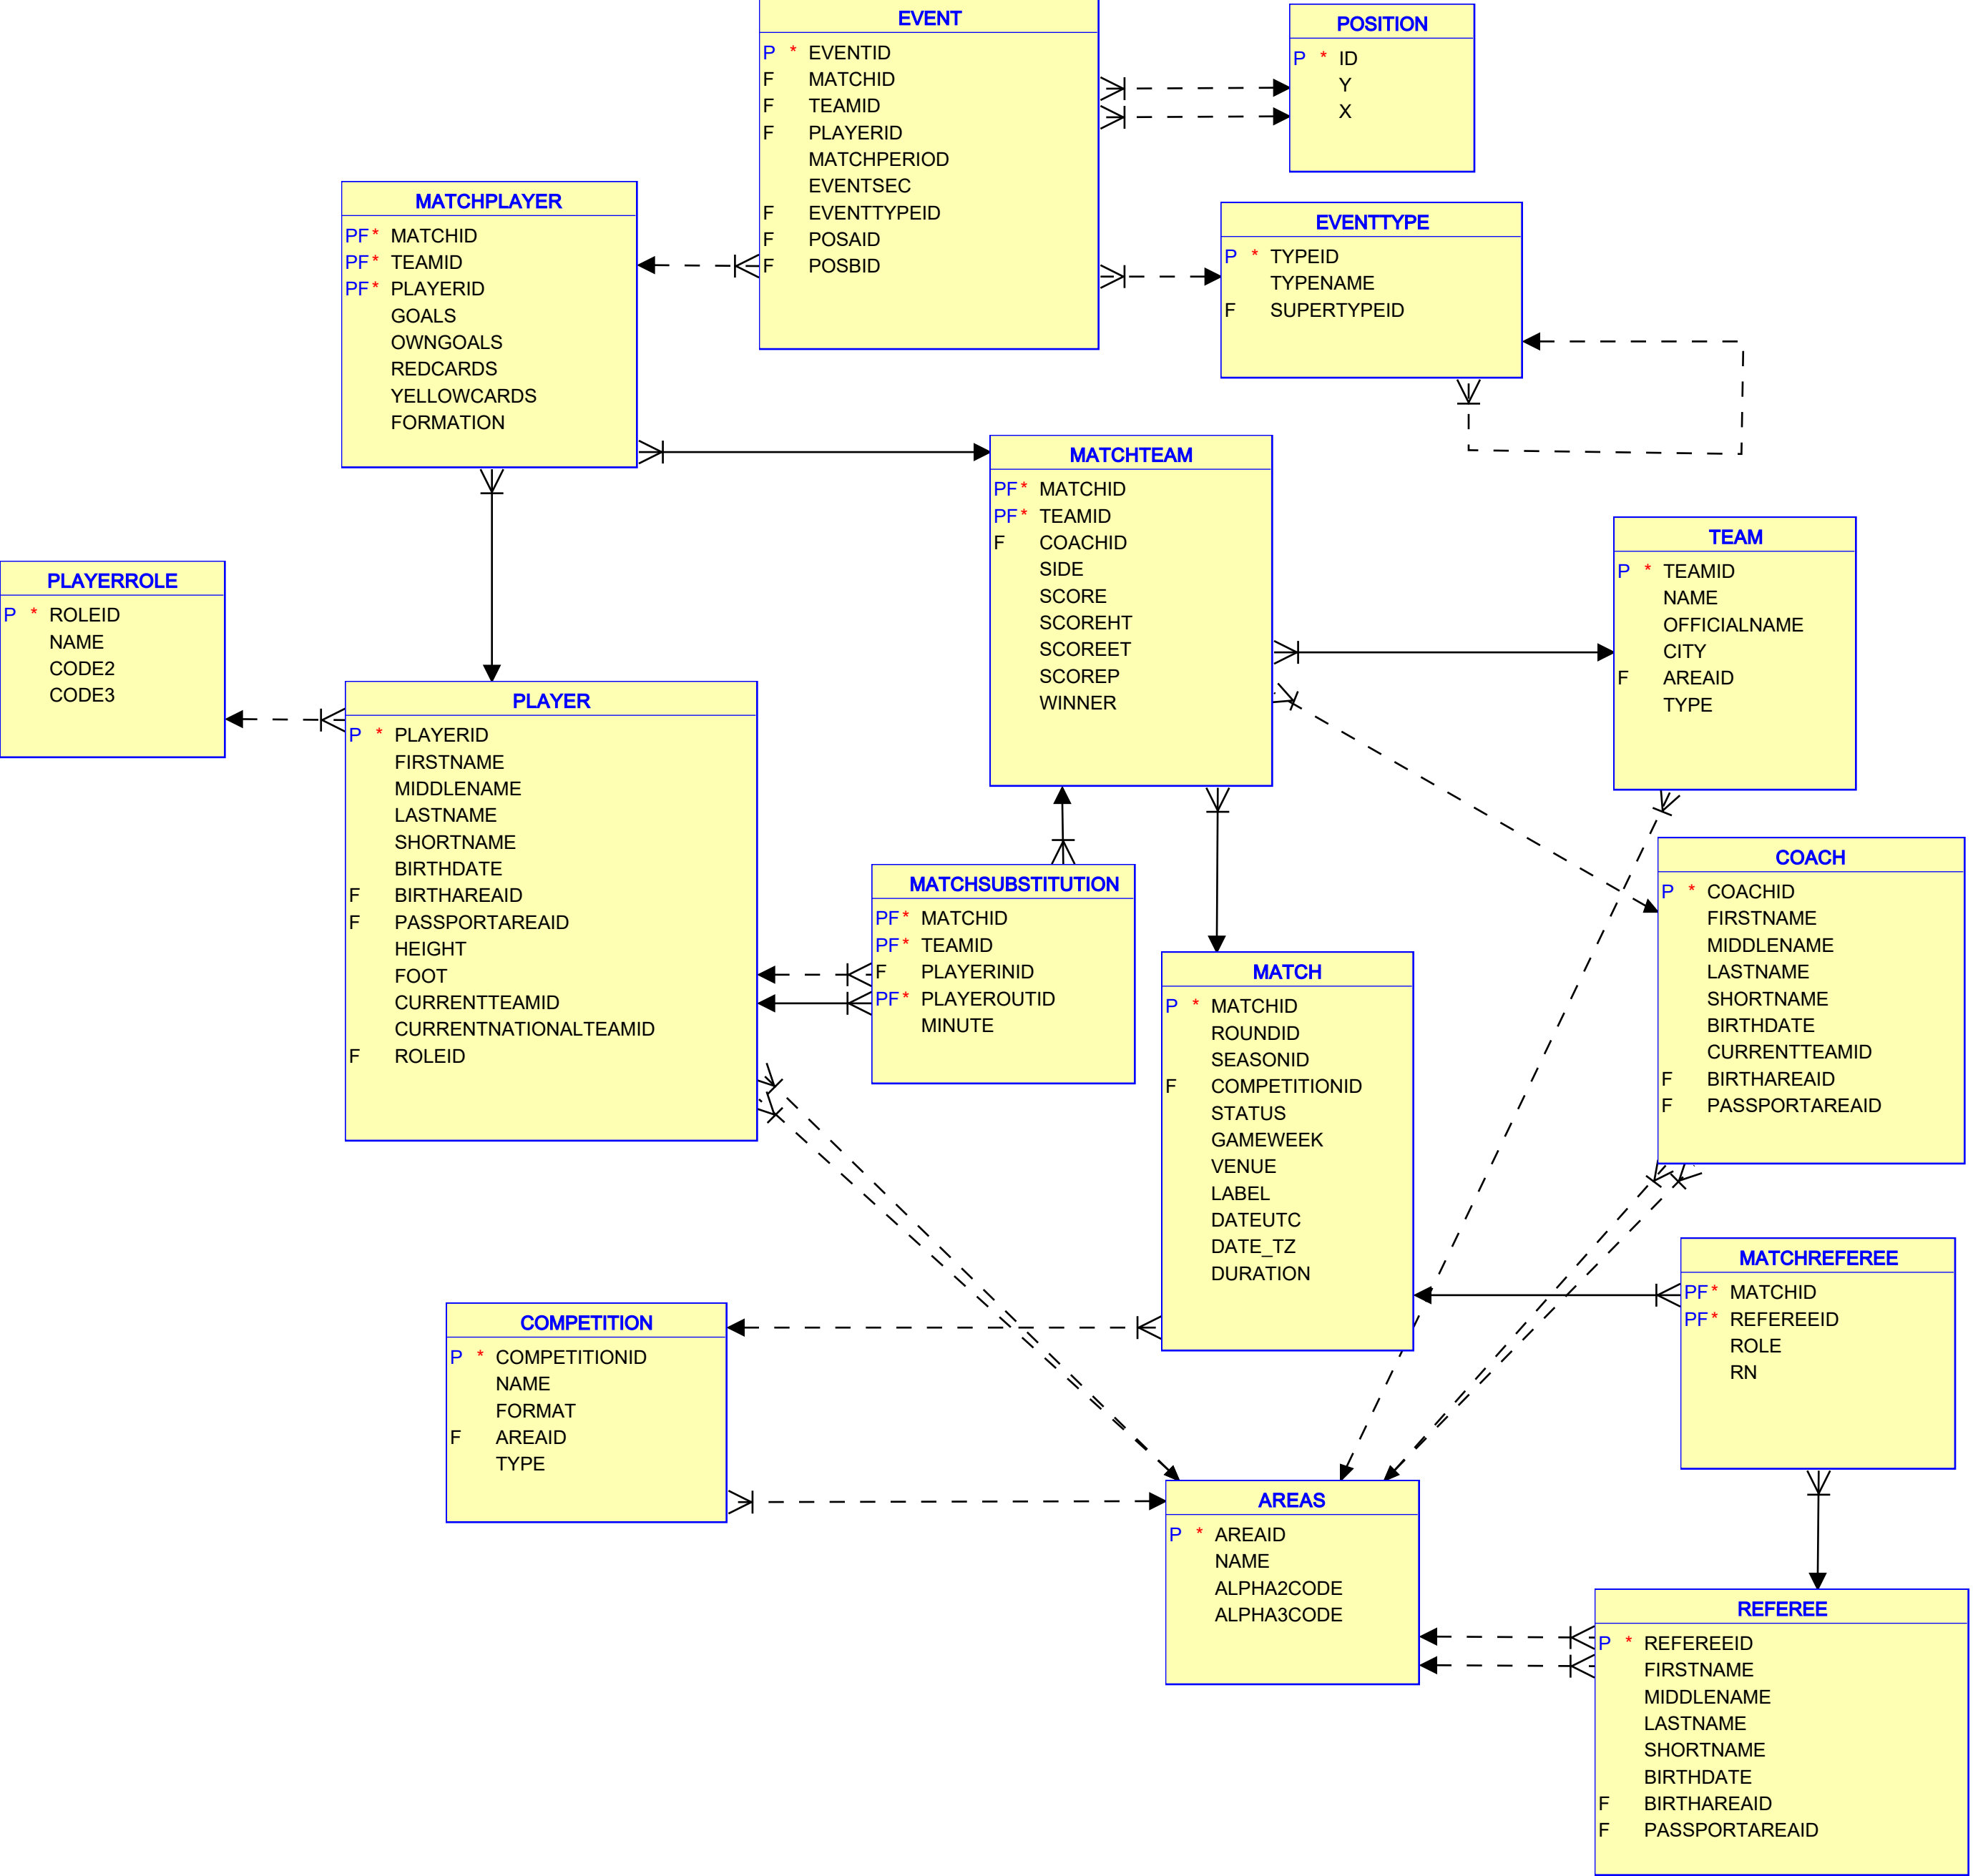 EVENT
P * EVENTID
F MATCHID
F TEAMID
F PLAYERID
MATCHPERIOD
EVENTSEC
F EVENTTYPEID
F POSAID
F POSBID
POSITION
P * ID
Y
X
MATCHPLAYER
PF * MATCHID
PF * TEAMID
PF * PLAYERID
GOALS
OWNGOALS
REDCARDS
YELLOWCARDS
FORMATION
EVENTTYPE
P * TYPEID
TYPENAME
F SUPERTYPEID
MATCHTEAM
PF * MATCHID
PF * TEAMID
F COACHID
SIDE
SCORE
SCOREHT
SCOREET
SCOREP
WINNER
TEAM
P * TEAMID
NAME
OFFICIALNAME
CITY
F AREAID
TYPE
PLAYERROLE
P * ROLEID
NAME
CODE2
CODE3
PLAYER
P * PLAYERID
FIRSTNAME
MIDDLENAME
LASTNAME
SHORTNAME
BIRTHDATE
F BIRTHAREAID
F PASSPORTAREAID
HEIGHT
FOOT
CURRENTTEAMID
CURRENTNATIONALTEAMID
F ROLEID
MATCHSUBSTITUTION
PF * MATCHID
PF * TEAMID
F PLAYERINID
PF * PLAYEROUTID
MINUTE
COACH
P * COACHID
FIRSTNAME
MIDDLENAME
LASTNAME
SHORTNAME
BIRTHDATE
CURRENTTEAMID
F BIRTHAREAID
F PASSPORTAREAID
MATCH
P * MATCHID
ROUNDID
SEASONID
F COMPETITIONID
STATUS
GAMEWEEK
VENUE
LABEL
DATEUTC
DATE_TZ
DURATION
MATCHREFEREE
PF * MATCHID
PF * REFEREEID
ROLE
RN
COMPETITION
P * COMPETITIONID
NAME
FORMAT
F AREAID
TYPE
AREAS
P * AREAID
NAME
ALPHA2CODE
ALPHA3CODE
REFEREE
P * REFEREEID
FIRSTNAME
MIDDLENAME
LASTNAME
SHORTNAME
BIRTHDATE
F BIRTHAREAID
F PASSPORTAREAID